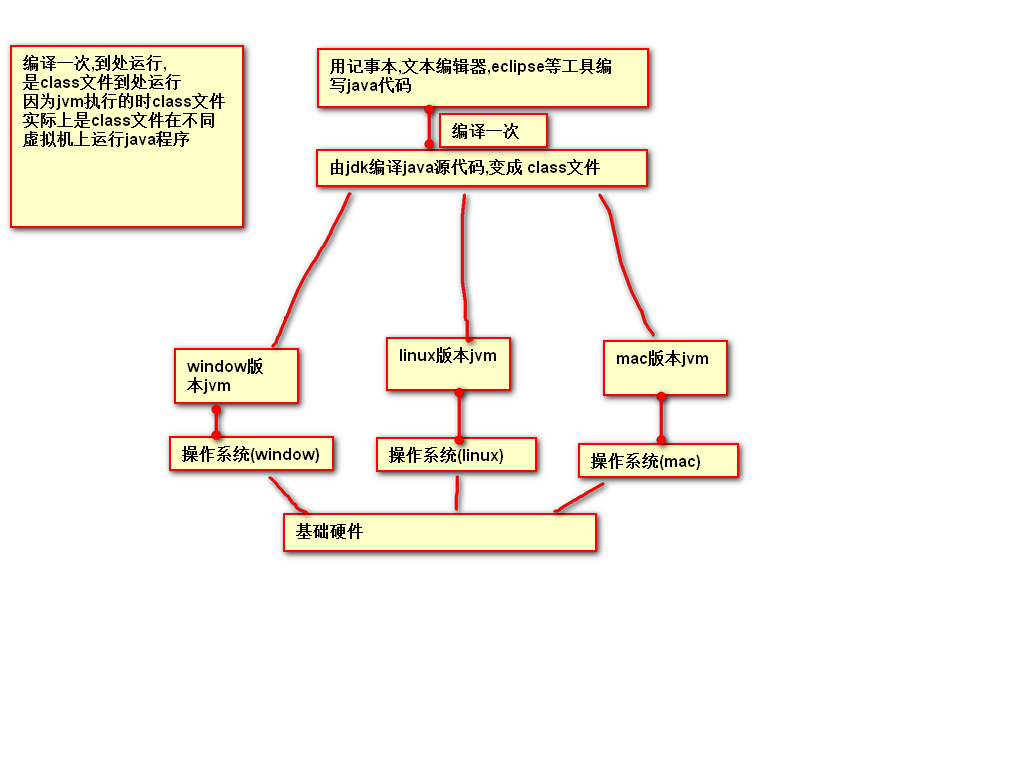 编译一次,到处运行,
是class文件到处运行
因为jvm执行的时class文件
实际上是class文件在不同
虚拟机上运行java程序
用记事本,文本编辑器,eclipse等工具编
写java代码
编译一次
由jdk编译java源代码,变成 class文件
window版
本jvm
linux版本jvm
mac版本jvm
操作系统(window)
操作系统(linux)
操作系统(mac)
基础硬件